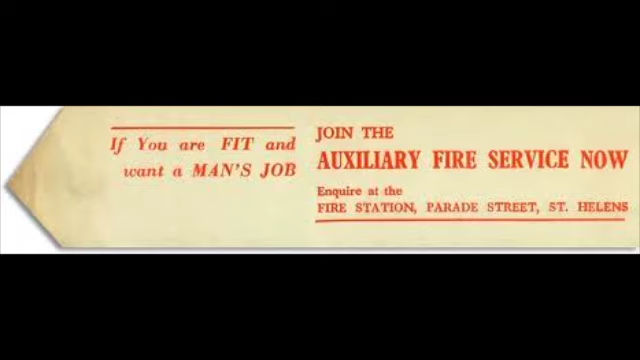 If You are FIT and
want a MAN'S JOB
JOIN THE
AUXILIARY FIRE SERVICE NOW
Enquire at the
FIRE STATION, PARADE STREET, ST. HELENS